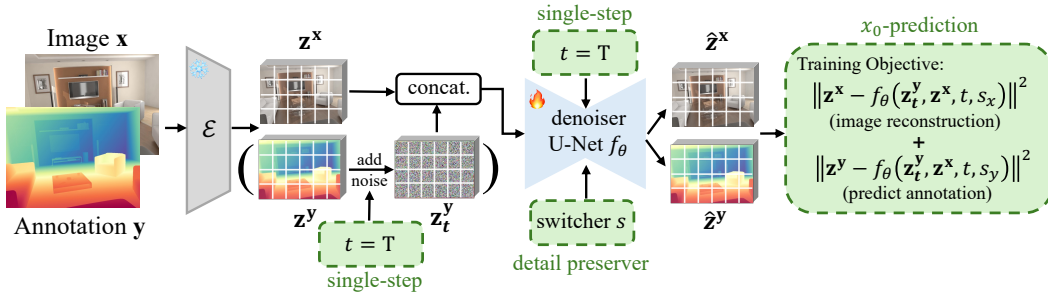 Image x
Annotation y
ℰ
z^x
(
z^y
add
noise
z_t^y
)
t = T
single-step
concat.
single-step
t = T
denoiser
U-Net f_θ
switcher s
detail preserver
ẑ^x
ẑ^y
x_0-prediction
Training Objective:
‖z^x − f_θ(z_t^y, z^x, t, s_x)‖^2
(image reconstruction)
+
‖z^y − f_θ(z_t^y, z^x, t, s_y)‖^2
(predict annotation)